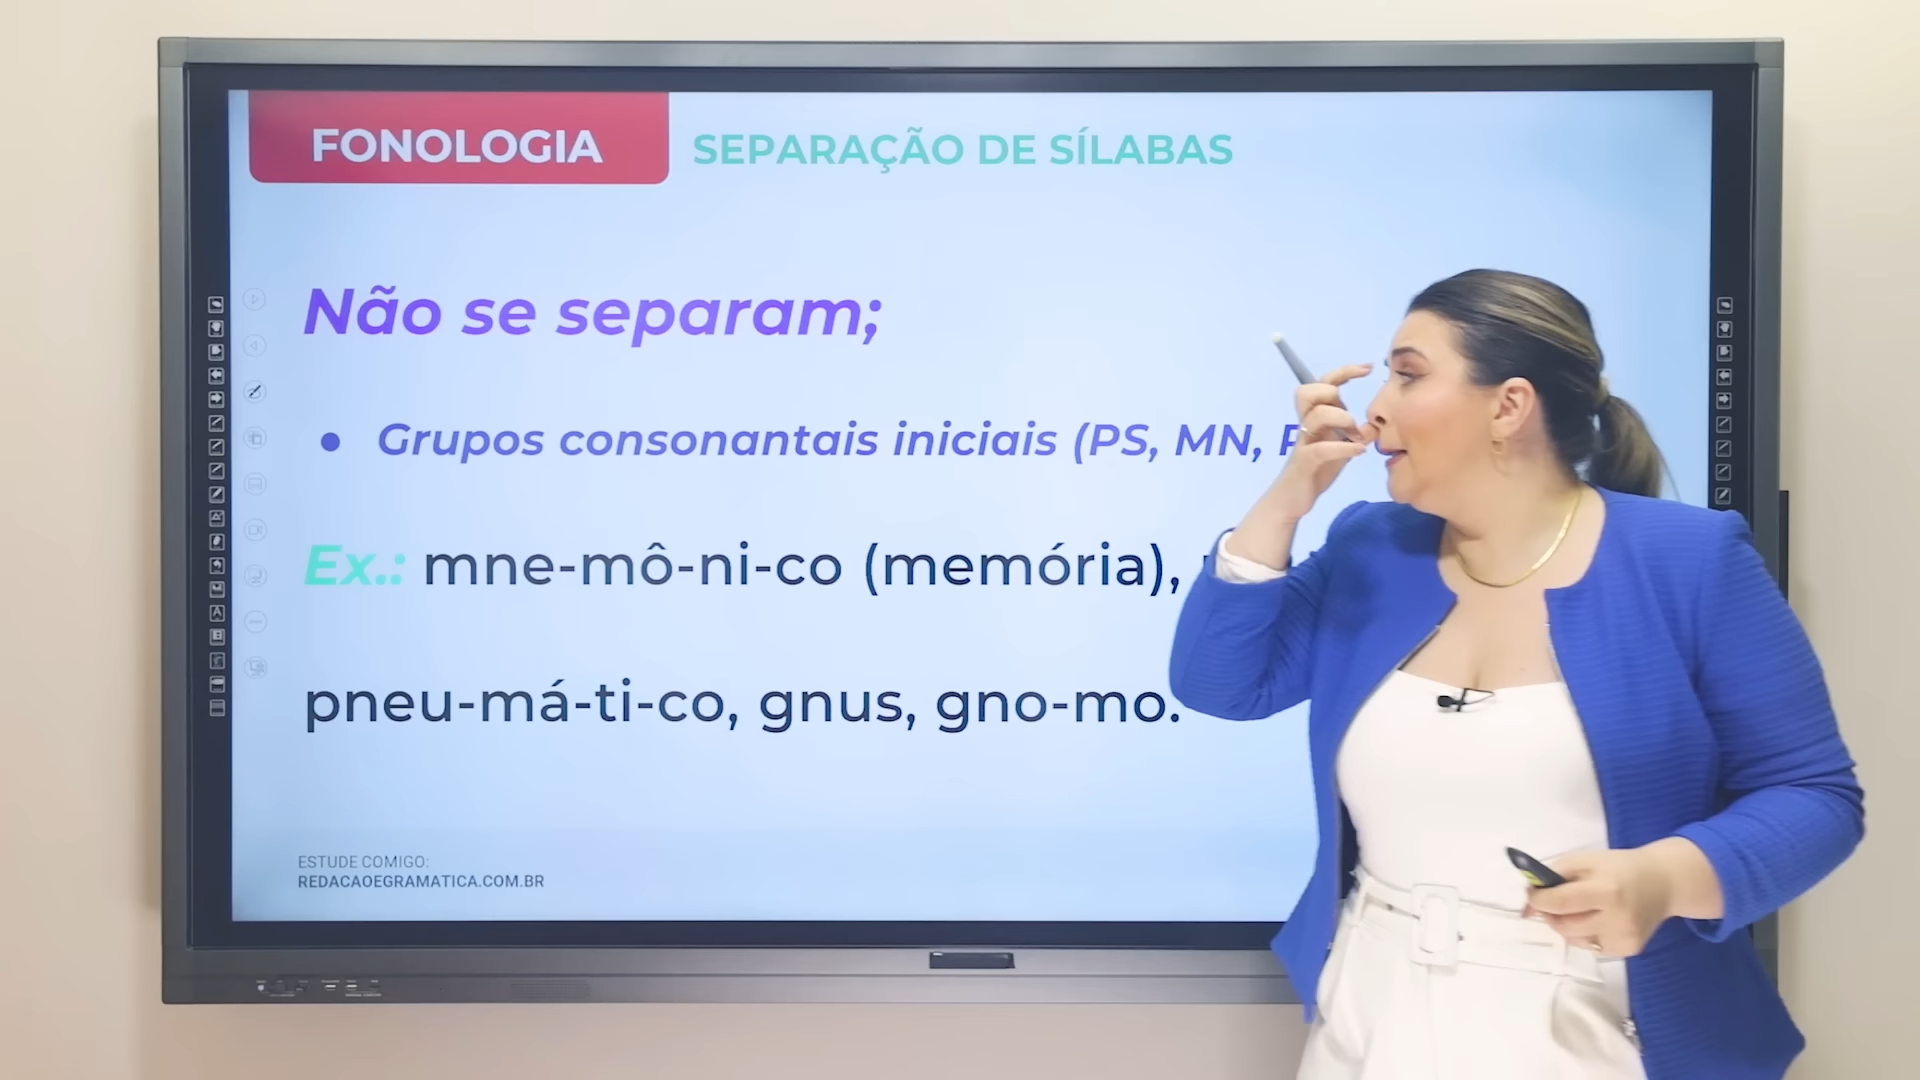 FONOLOGIA SEPARAÇÃO DE SÍLABAS
Não se separam;
• Grupos consonantais iniciais (PS, MN,
Ex.: mne-mô-ni-co (memória),
pneu-má-ti-co, gnus, gno-mo.
ESTUDE COMIGO:
REDACAOEGRAMATICA.COM.BR